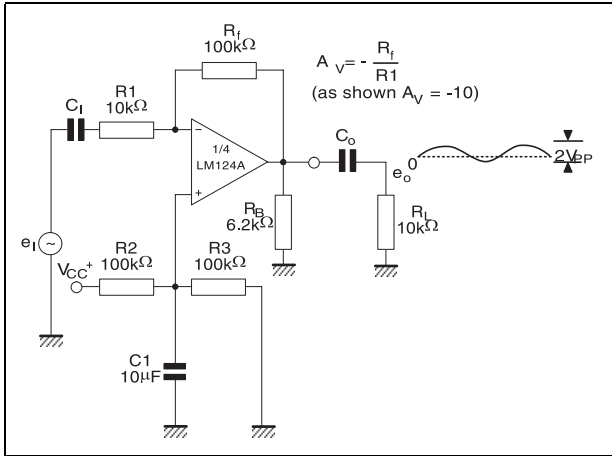 Rf
100kΩ
A V = - Rf
R1
(as shown AV = -10)
CI
R1
10kΩ
1/4
LM124A
Co
0
eo
2VPP
RB
6.2kΩ
RL
10kΩ
eI
VCC+
R2
100kΩ
R3
100kΩ
C1
10µF